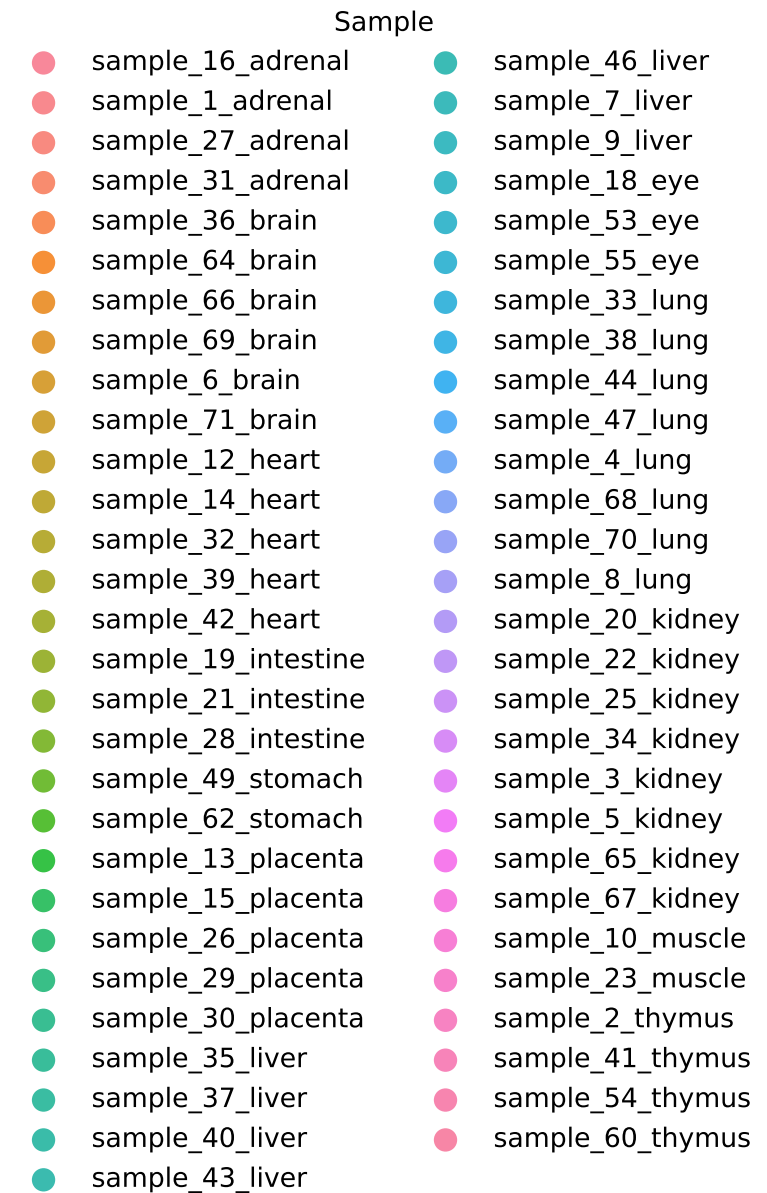 Sample
sample_16_adrenal
sample_1_adrenal
sample_27_adrenal
sample_31_adrenal
sample_36_brain
sample_64_brain
sample_66_brain
sample_69_brain
sample_6_brain
sample_71_brain
sample_12_heart
sample_14_heart
sample_32_heart
sample_39_heart
sample_42_heart
sample_19_intestine
sample_21_intestine
sample_28_intestine
sample_49_stomach
sample_62_stomach
sample_13_placenta
sample_15_placenta
sample_26_placenta
sample_29_placenta
sample_30_placenta
sample_35_liver
sample_37_liver
sample_40_liver
sample_43_liver
sample_46_liver
sample_7_liver
sample_9_liver
sample_18_eye
sample_53_eye
sample_55_eye
sample_33_lung
sample_38_lung
sample_44_lung
sample_47_lung
sample_4_lung
sample_68_lung
sample_70_lung
sample_8_lung
sample_20_kidney
sample_22_kidney
sample_25_kidney
sample_34_kidney
sample_3_kidney
sample_5_kidney
sample_65_kidney
sample_67_kidney
sample_10_muscle
sample_23_muscle
sample_2_thymus
sample_41_thymus
sample_54_thymus
sample_60_thymus